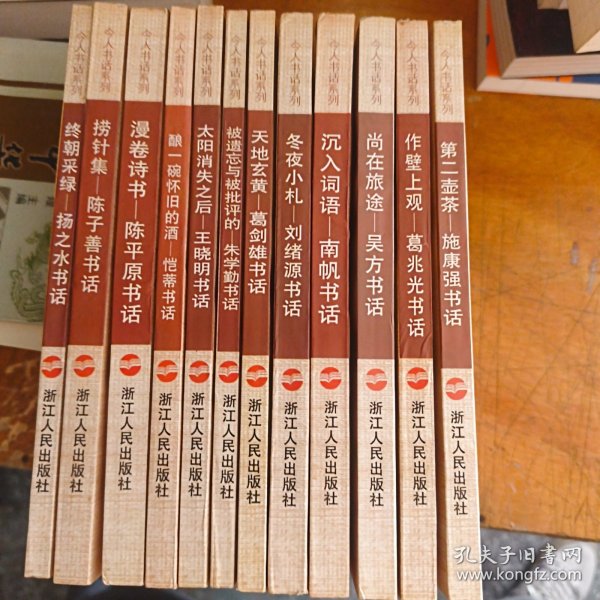 今人书话系列
终朝采绿—扬之水书话
浙江人民出版社
今人书话系列
捞针集—陈子善书话
浙江人民出版社
今人书话系列
漫卷诗书—陈平原书话
浙江人民出版社
今人书话系列
酿一碗怀旧的酒 恺蒂书话
浙江人民出版社
今人书话系列
太阳消失之后 王晓明书话
浙江人民出版社
今人书话系列
被遗忘与被批评的 朱学勤书话
浙江人民出版社
今人书话系列
天地玄黄—葛剑雄书话
浙江人民出版社
今人书话系列
冬夜小札—刘绪源书话
浙江人民出版社
今人书话系列
沉入词语—南帆书话
浙江人民出版社
今人书话系列
尚在旅途—吴方书话
浙江人民出版社
今人书话系列
作壁上观 葛兆光书话
浙江人民出版社
今人书话系列
第二壶茶 施康强书话
浙江人民出版社
孔夫子旧书网
www.kongfz.com